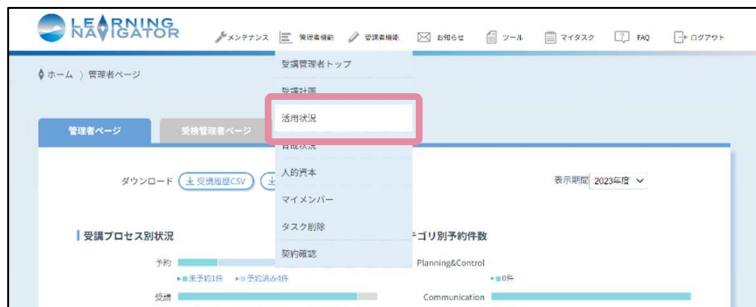 LEARNING
NAVIGATOR
メンテナンス 管理者機能 受講者機能 お知らせ ツール マイタスク FAQ ログアウト
受講管理者トップ
ホーム 〉 管理者ページ
受講計画
活用状況
管理者ページ 受検管理者ページ
育成状況
人的資本
ダウンロード 受講履歴CSV 表示期間 2023年度
マイメンバー
タスク削除
受講プロセス別状況 テゴリ別予約件数
契約確認
予約 Planning&Control
▸■未予約1件 ▸■予約済み4件 ▸■0件
受講 Communication